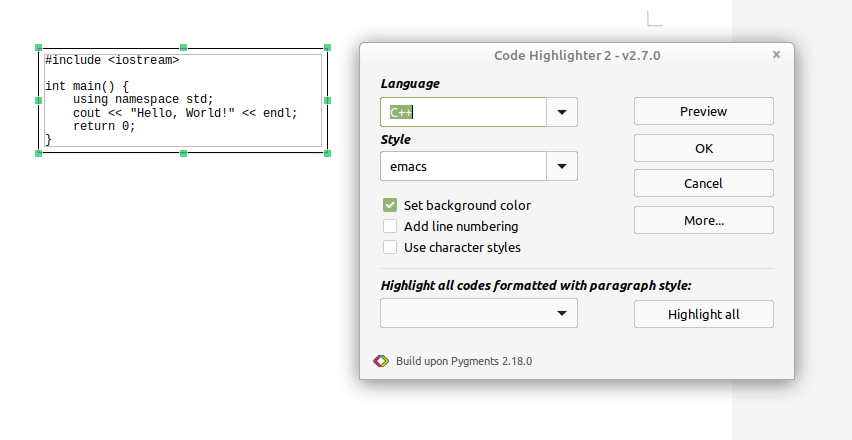 #include <iostream>
int main() {
    using namespace std;
    cout << "Hello, World!" << endl;
    return 0;
}
Code Highlighter 2 - v2.7.0
×
Language
C++
Preview
Style
OK
emacs
Cancel
Set background color
More...
Add line numbering
Use character styles
Highlight all codes formatted with paragraph style:
Highlight all
Build upon Pygments 2.18.0